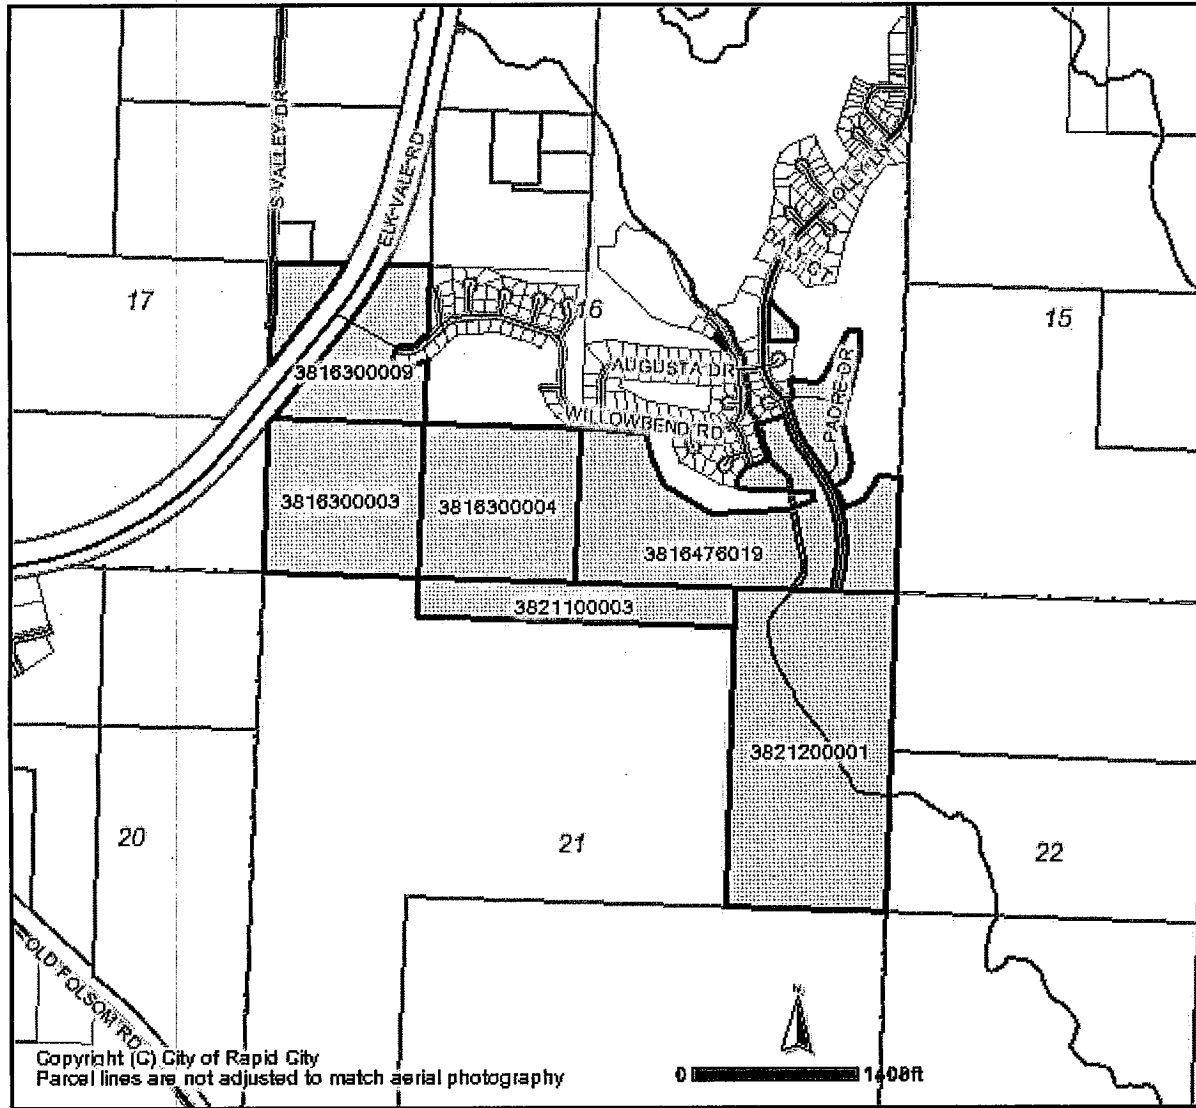 S VALLEY DR
ELK VALE RD
JOLLY LN
17
16
15
3816300009
AUGUSTA DR
PADRE DR
WILLOWBEND RD
3816300003
3816300004
3816476019
3821100003
3821200001
20
21
22
OLD FOLSOM RD
N
Copyright (C) City of Rapid City
Parcel lines are not adjusted to match aerial photography
0 1408ft